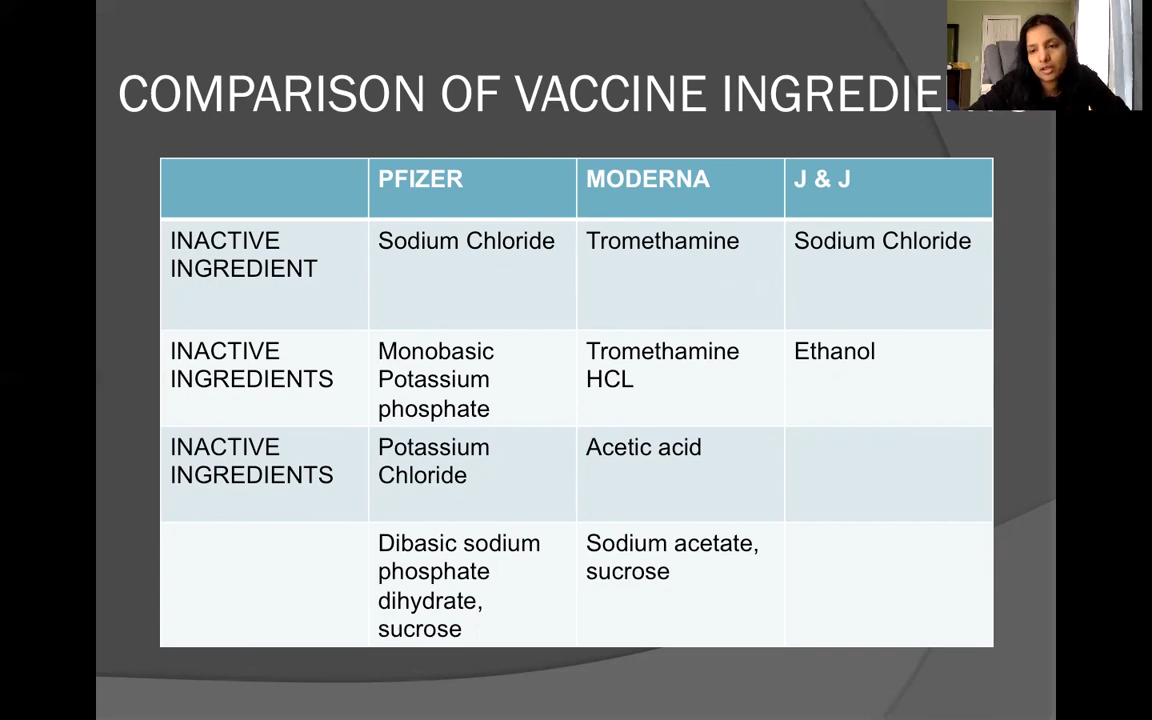 COMPARISON OF VACCINE
PFIZER MODERNA J & J
INACTIVE Sodium Chloride Tromethamine Sodium Chloride
INGREDIENT
INACTIVE Monobasic Tromethamine Ethanol
INGREDIENTS Potassium HCL
phosphate
INACTIVE Potassium Acetic acid
INGREDIENTS Chloride
Dibasic sodium Sodium acetate,
phosphate sucrose
dihydrate,
sucrose